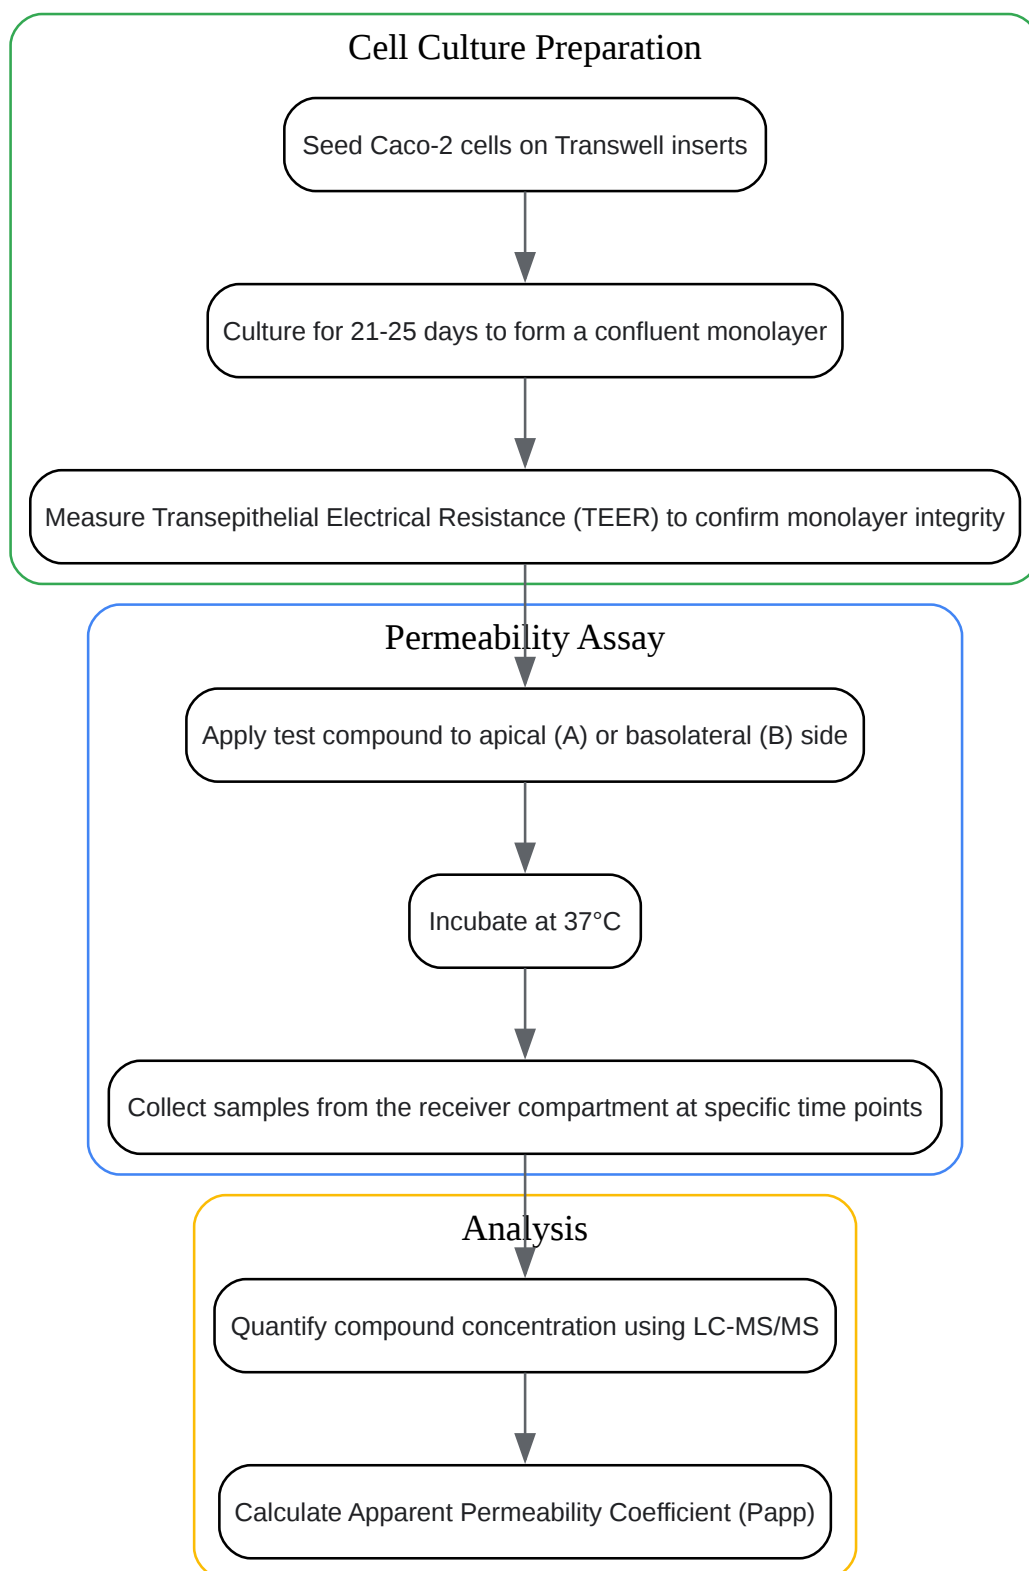 Cell Culture Preparation
Seed Caco-2 cells on Transwell inserts
Culture for 21-25 days to form a confluent monolayer
Measure Transepithelial Electrical Resistance (TEER) to confirm monolayer integrity
Permeability Assay
Apply test compound to apical (A) or basolateral (B) side
Incubate at 37°C
Collect samples from the receiver compartment at specific time points
Analysis
Quantify compound concentration using LC-MS/MS
Calculate Apparent Permeability Coefficient (Papp)